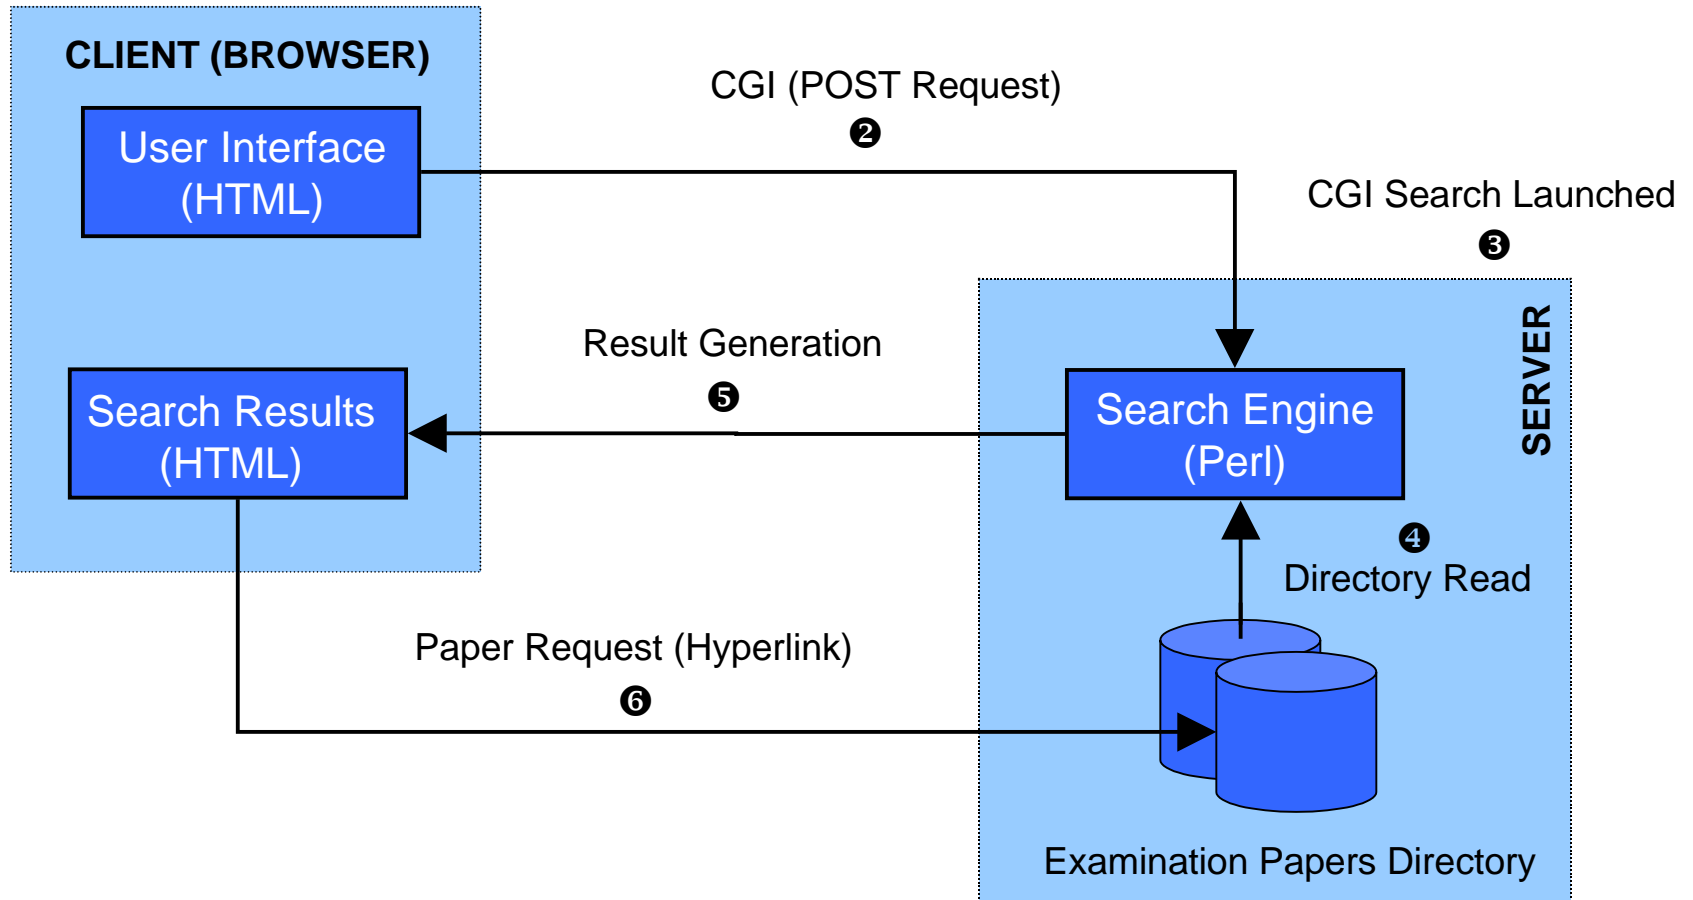 CLIENT (BROWSER)
User Interface
(HTML)
CGI (POST Request)
❷
CGI Search Launched
❸
SERVER
Result Generation
❺
Search Results
(HTML)
Search Engine
(Perl)
❹
Directory Read
Paper Request (Hyperlink)
❻
Examination Papers Directory